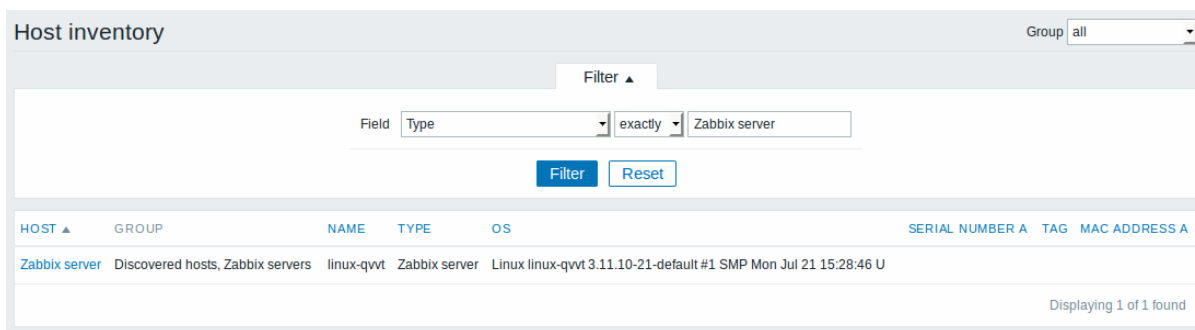 Host inventory Group all
Filter ▲
Field Type exactly Zabbix server
Filter Reset
HOST ▲ GROUP NAME TYPE OS SERIAL NUMBER A TAG MAC ADDRESS A
Zabbix server Discovered hosts, Zabbix servers linux-qvvt Zabbix server Linux linux-qvvt 3.11.10-21-default #1 SMP Mon Jul 21 15:28:46 U
Displaying 1 of 1 found